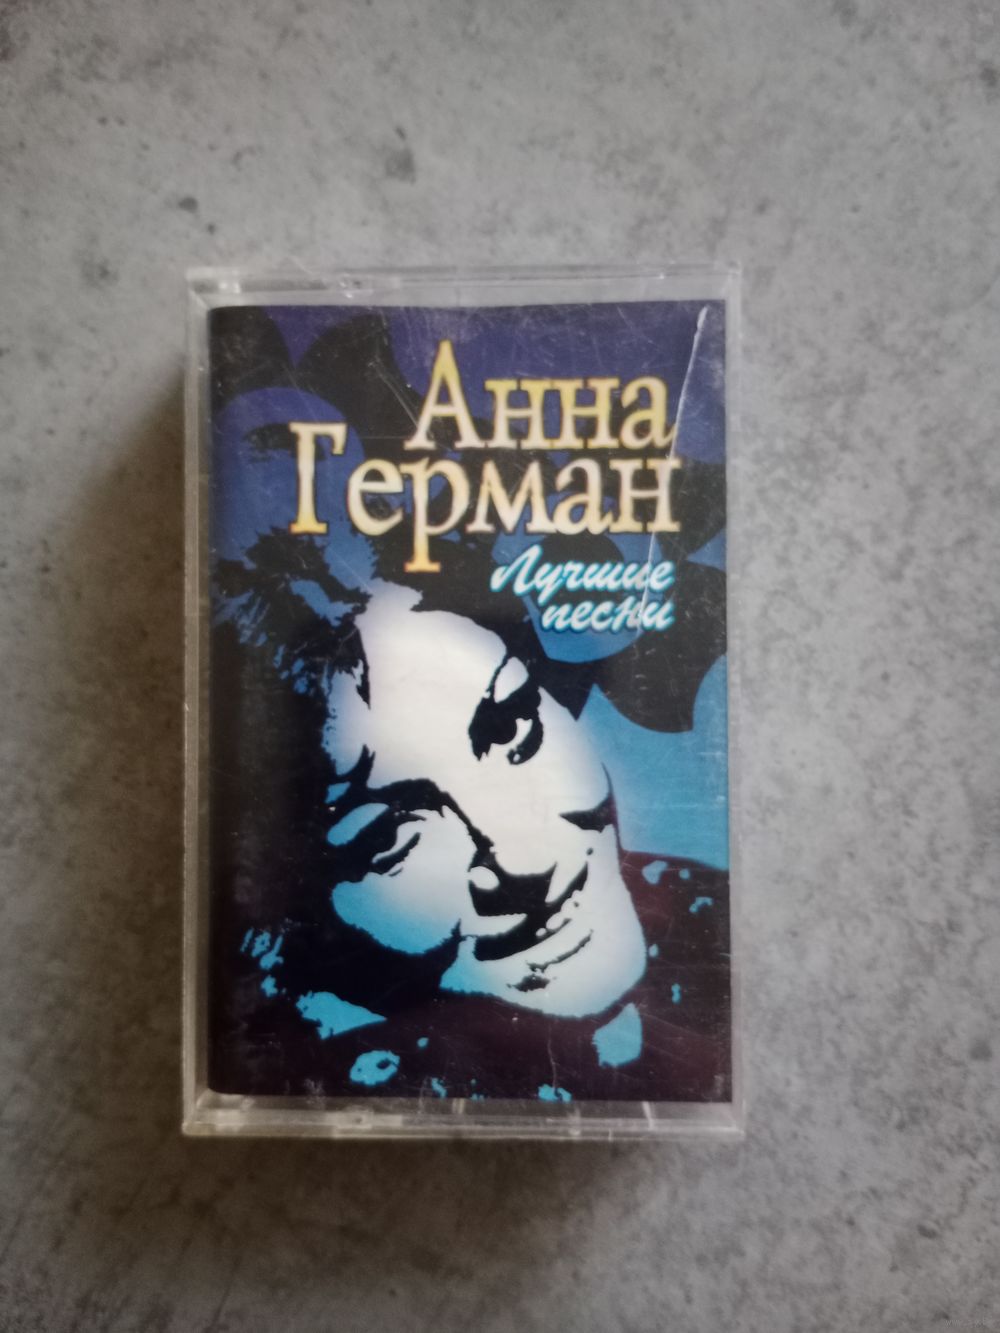 Анна
Герман
Лучшие
песни